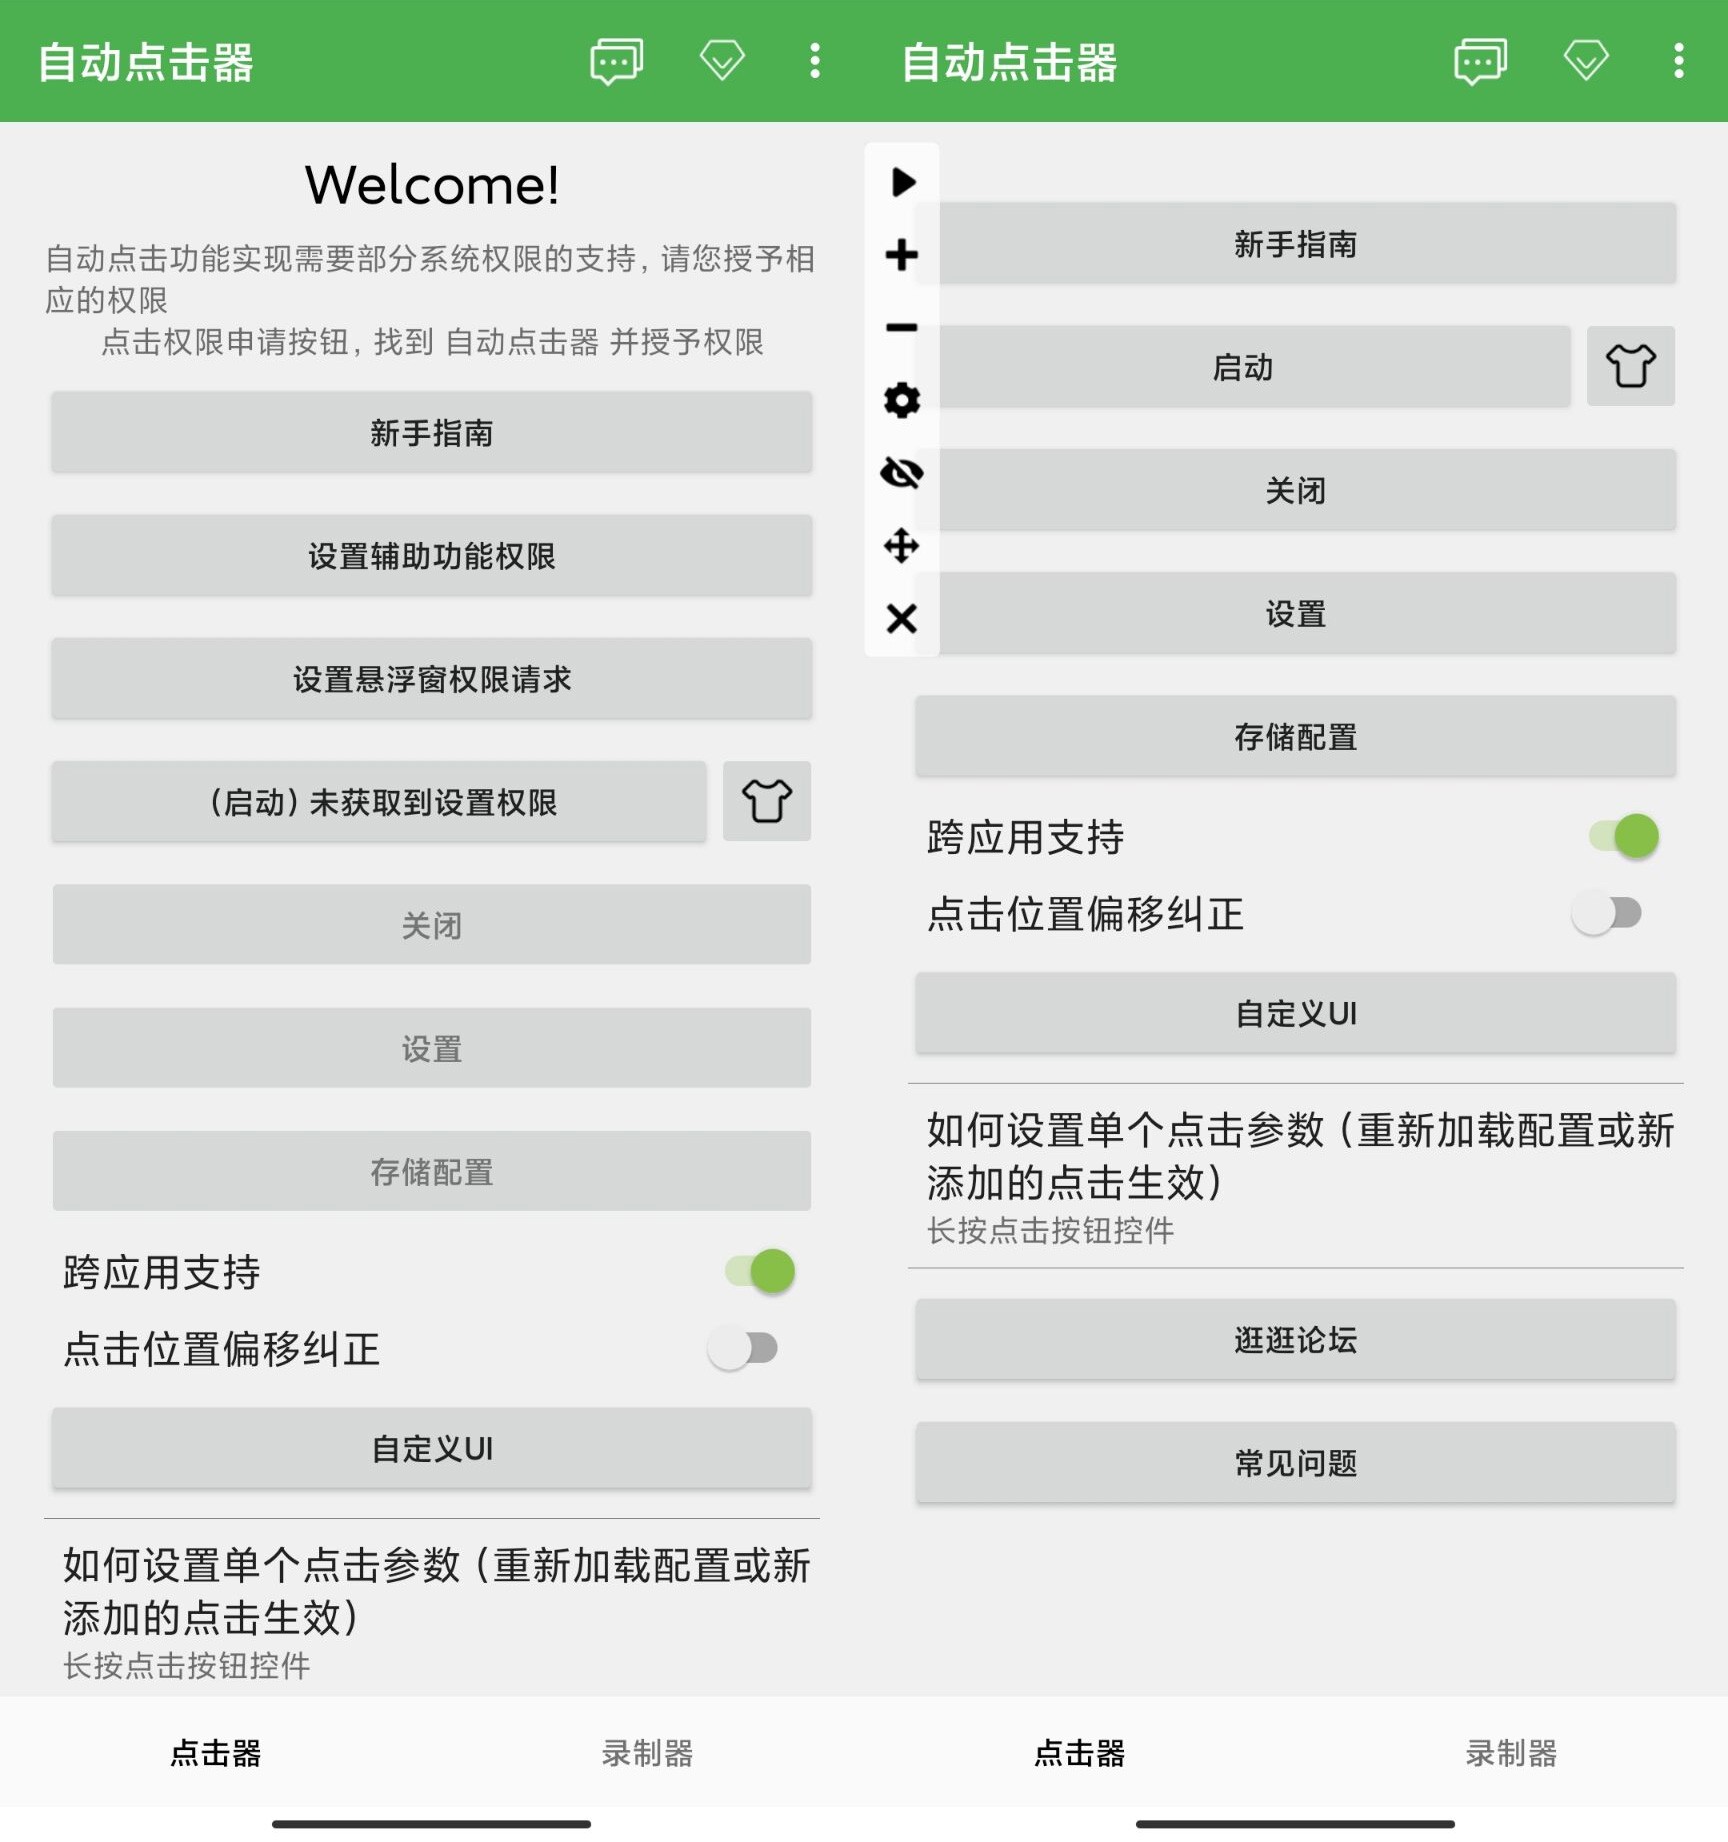 自动点击器
Welcome!
自动点击功能实现需要部分系统权限的支持，请您授予相
应的权限
点击权限申请按钮，找到 自动点击器 并授予权限
新手指南
设置辅助功能权限
设置悬浮窗权限请求
（启动）未获取到设置权限
关闭
设置
存储配置
跨应用支持
点击位置偏移纠正
自定义UI
如何设置单个点击参数（重新加载配置或新
添加的点击生效）
长按点击按钮控件
点击器
录制器
自动点击器
新手指南
启动
关闭
设置
存储配置
跨应用支持
点击位置偏移纠正
自定义UI
如何设置单个点击参数（重新加载配置或新
添加的点击生效）
长按点击按钮控件
逛逛论坛
常见问题
点击器
录制器